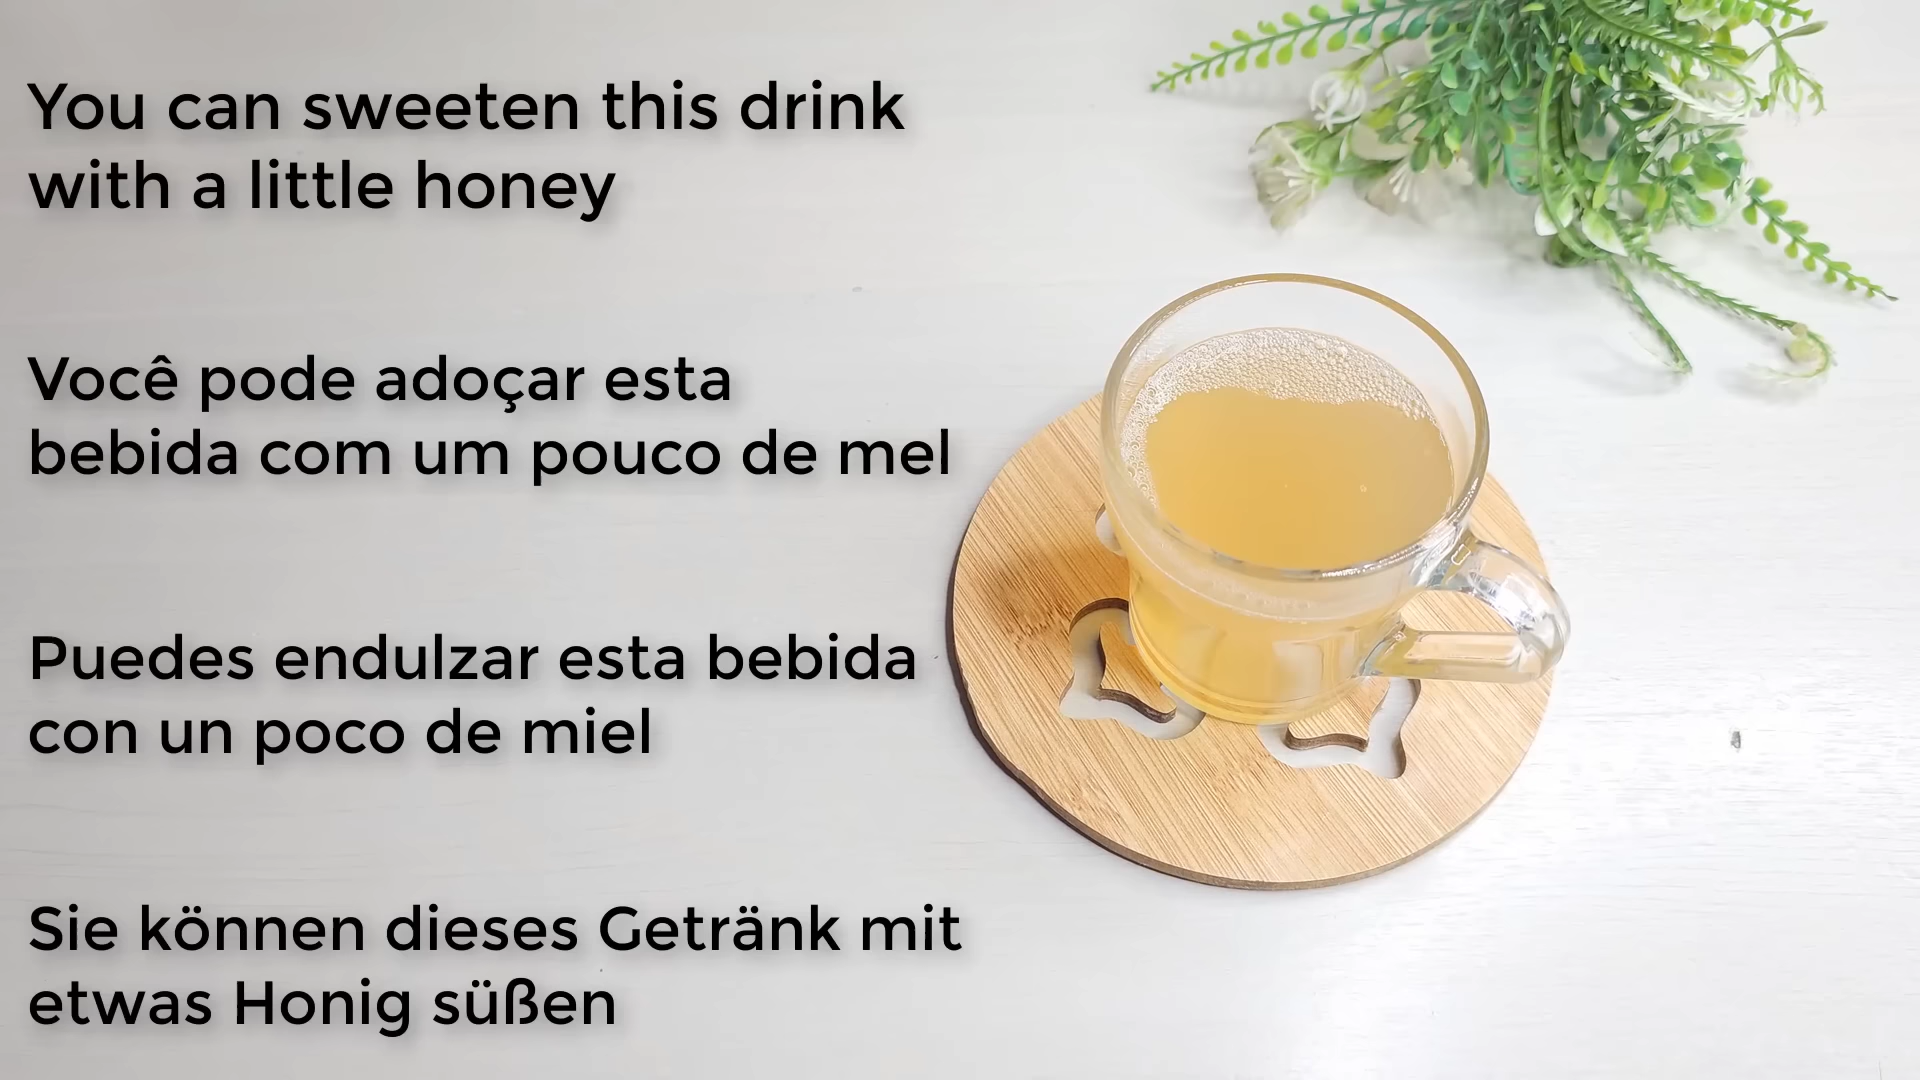 You can sweeten this drink
with a little honey
Você pode adoçar esta
bebida com um pouco de mel
Puedes endulzar esta bebida
con un poco de miel
Sie können dieses Getränk mit
etwas Honig süßen